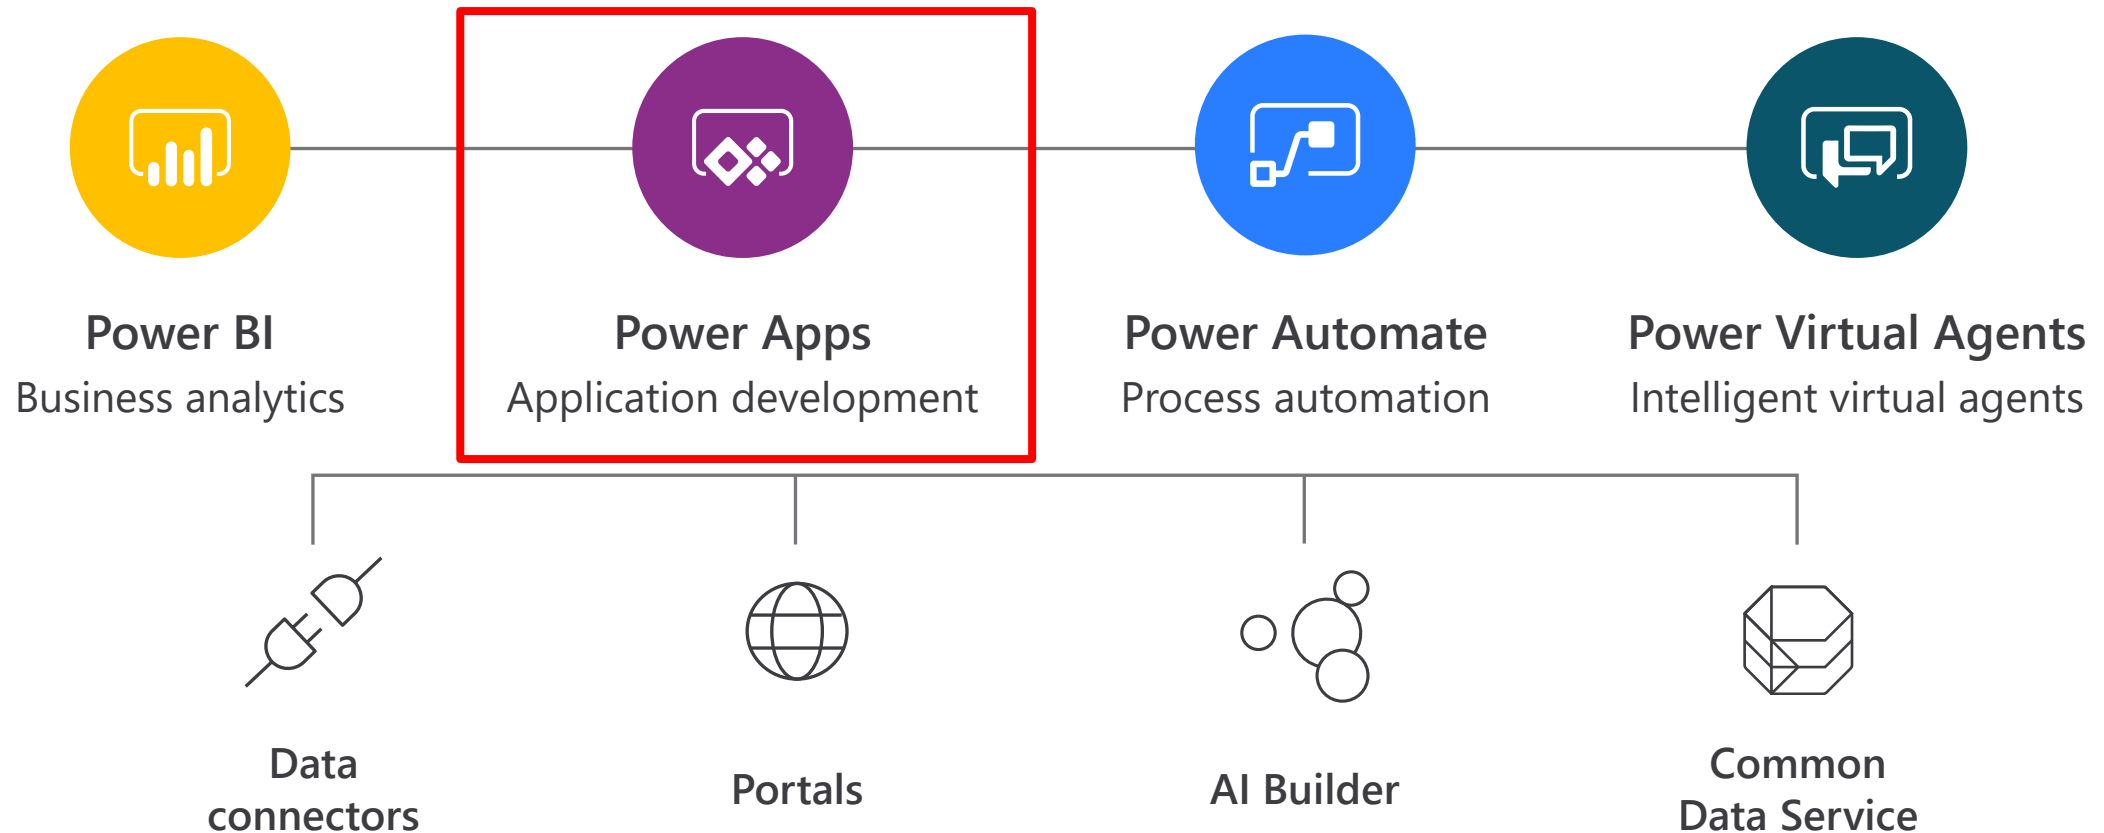 Power BI
Business analytics
Power Apps
Application development
Power Automate
Process automation
Power Virtual Agents
Intelligent virtual agents
Data
connectors
Portals
AI Builder
Common
Data Service